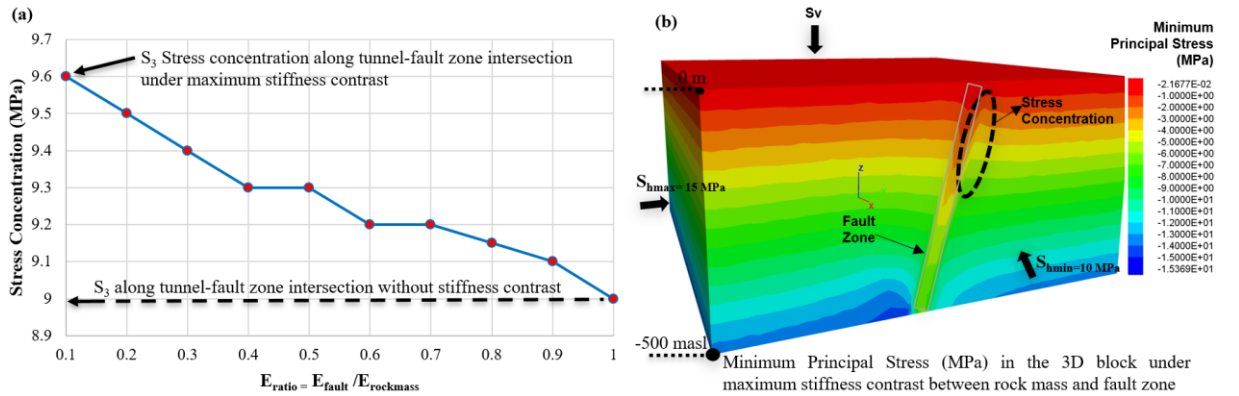 (a)
Stress Concentration (MPa)
9.7
9.6
9.5
9.4
9.3
9.2
9.1
9
8.9
S3 Stress concentration along tunnel-fault zone intersection
under maximum stiffness contrast
S3 along tunnel-fault zone intersection without stiffness contrast
0.1 0.2 0.3 0.4 0.5 0.6 0.7 0.8 0.9 1
Eratio = Efault /Erockmass
(b)
Sv
0 m
Stress
Concentration
Shmax= 15 MPa
z
x
Fault
Zone
Shmin=10 MPa
-500 masl
Minimum
Principal Stress
(MPa)
-2.1677E-02
-1.0000E+00
-2.0000E+00
-3.0000E+00
-4.0000E+00
-5.0000E+00
-6.0000E+00
-7.0000E+00
-8.0000E+00
-9.0000E+00
-1.0000E+01
-1.1000E+01
-1.2000E+01
-1.3000E+01
-1.4000E+01
-1.5000E+01
-1.5369E+01
Minimum Principal Stress (MPa) in the 3D block under
maximum stiffness contrast between rock mass and fault zone